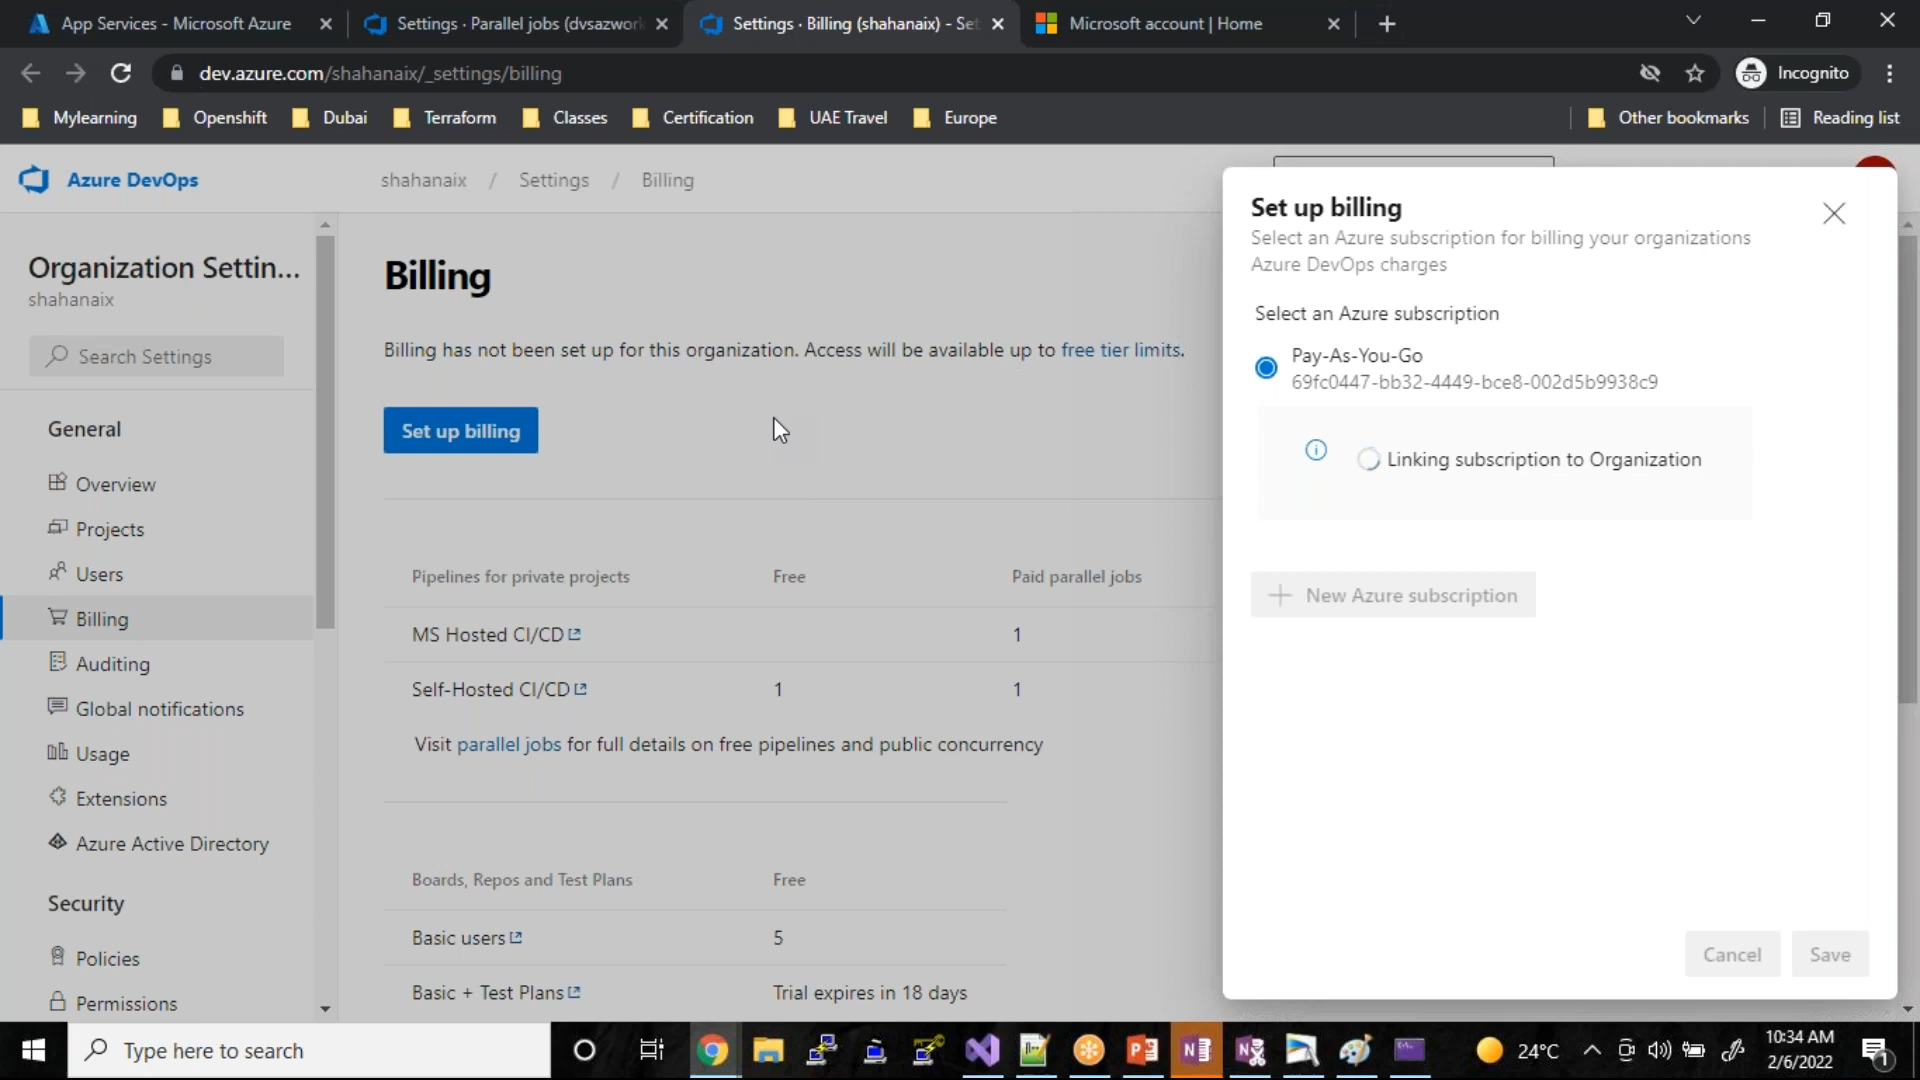 App Services - Microsoft Azure
Settings · Parallel jobs (dvsazwork
Settings · Billing (shahanaix) - Set
Microsoft account | Home
dev.azure.com/shahanaix/_settings/billing
Incognito
Mylearning
Openshift
Dubai
Terraform
Classes
Certification
UAE Travel
Europe
Other bookmarks
Reading list
Azure DevOps
shahanaix / Settings / Billing
Organization Settin...
shahanaix
Search Settings
General
Overview
Projects
Users
Billing
Auditing
Global notifications
Usage
Extensions
Azure Active Directory
Security
Policies
Permissions
Billing
Billing has not been set up for this organization. Access will be available up to free tier limits.
Set up billing
Pipelines for private projects Free Paid parallel jobs
MS Hosted CI/CD 1
Self-Hosted CI/CD 1 1
Visit parallel jobs for full details on free pipelines and public concurrency
Boards, Repos and Test Plans Free
Basic users 5
Basic + Test Plans Trial expires in 18 days
Set up billing
Select an Azure subscription for billing your organizations
Azure DevOps charges
Select an Azure subscription
Pay-As-You-Go
69fc0447-bb32-4449-bce8-002d5b9938c9
Linking subscription to Organization
New Azure subscription
Cancel
Save
Type here to search
24°C
10:34 AM
2/6/2022
1